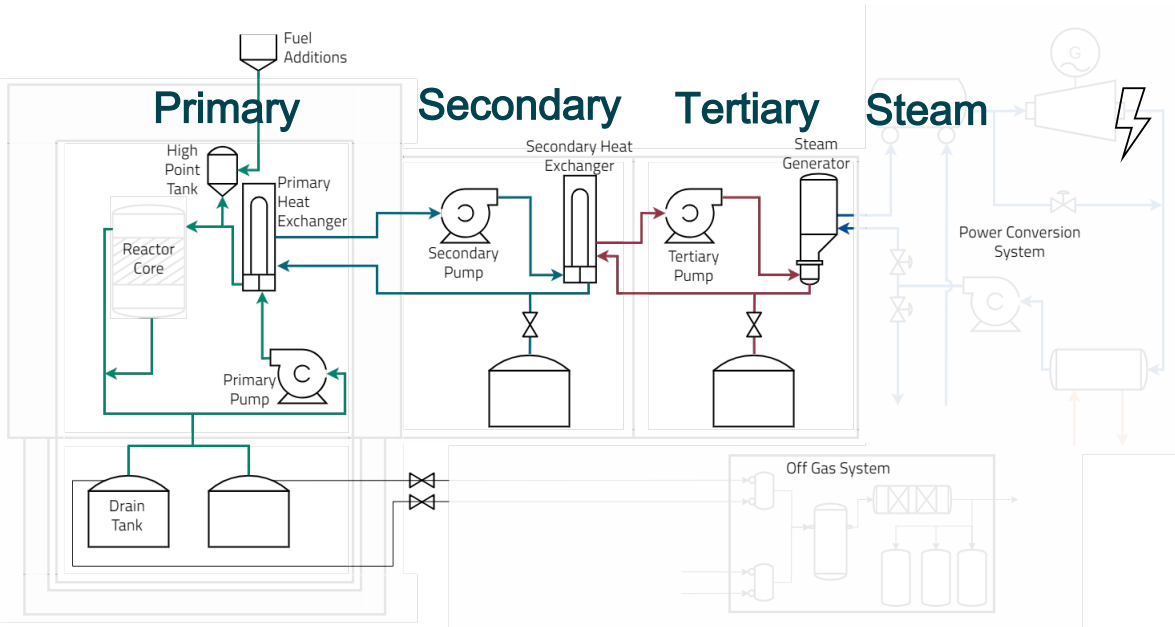 Fuel
Additions
Primary
Secondary
Tertiary
Steam
High
Point
Tank
Primary
Heat
Exchanger
Secondary Heat
Exchanger
Steam
Generator
G
Reactor
Core
C
Secondary
Pump
C
Tertiary
Pump
Power Conversion
System
C
Primary
Pump
C
Drain
Tank
Off Gas System